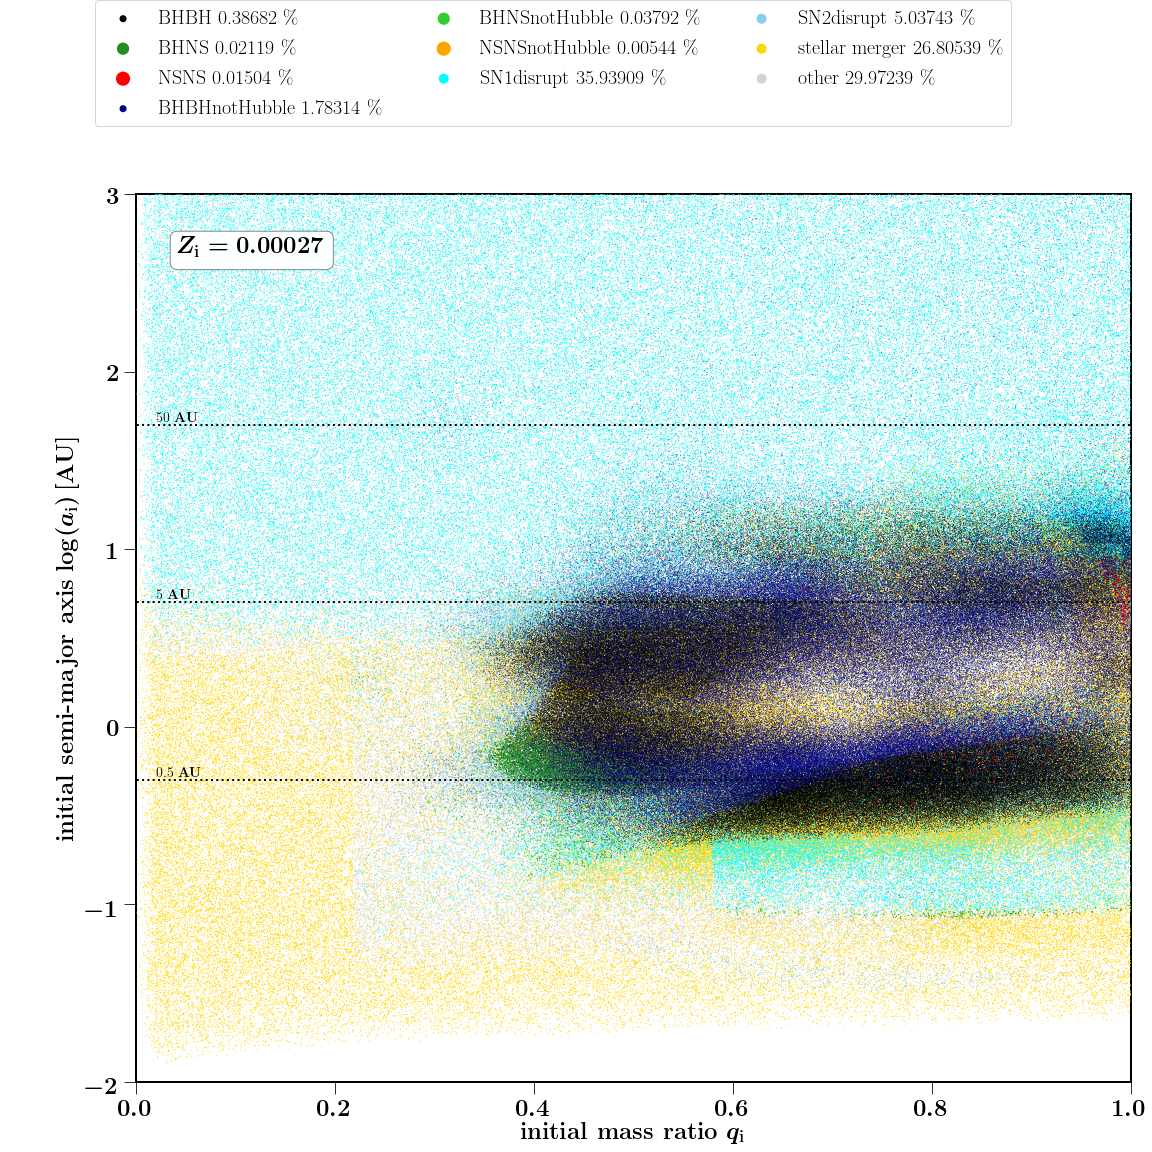 BHBH 0.38682 %
BHNS 0.02119 %
NSNS 0.01504 %
BHBHnotHubble 1.78314 %
BHNSnotHubble 0.03792 %
NSNSnotHubble 0.00544 %
SN1disrupt 35.93909 %
SN2disrupt 5.03743 %
stellar merger 26.80539 %
other 29.97239 %
Zᵢ = 0.00027
50 AU
5 AU
0.5 AU
3
2
1
0
−1
−2
initial semi-major axis log(aᵢ) [AU]
0.0 0.2 0.4 0.6 0.8 1.0
initial mass ratio qᵢ